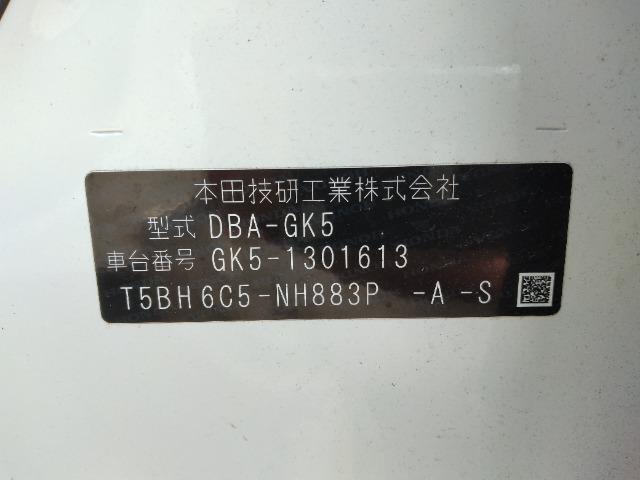 本田技研工業株式会社
型式 DBA-GK5
車台番号 GK5-1301613
T5BH6C5-NH883P -A -S